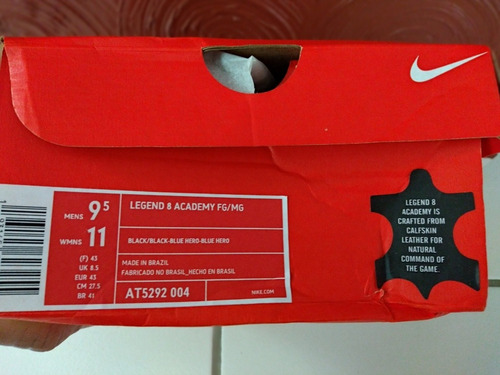 MENS 9.5
WMNS 11
(F) 43
UK 8.5
EUR 43
CM 27.5
BR 41
LEGEND 8 ACADEMY FG/MG
BLACK/BLACK-BLUE HERO-BLUE HERO
MADE IN BRAZIL
FABRICADO NO BRASIL_HECHO EN BRASIL
AT5292 004
NIKE.COM
LEGEND 8
ACADEMY IS
CRAFTED FROM
CALFSKIN
LEATHER FOR
NATURAL
COMMAND OF
THE GAME.